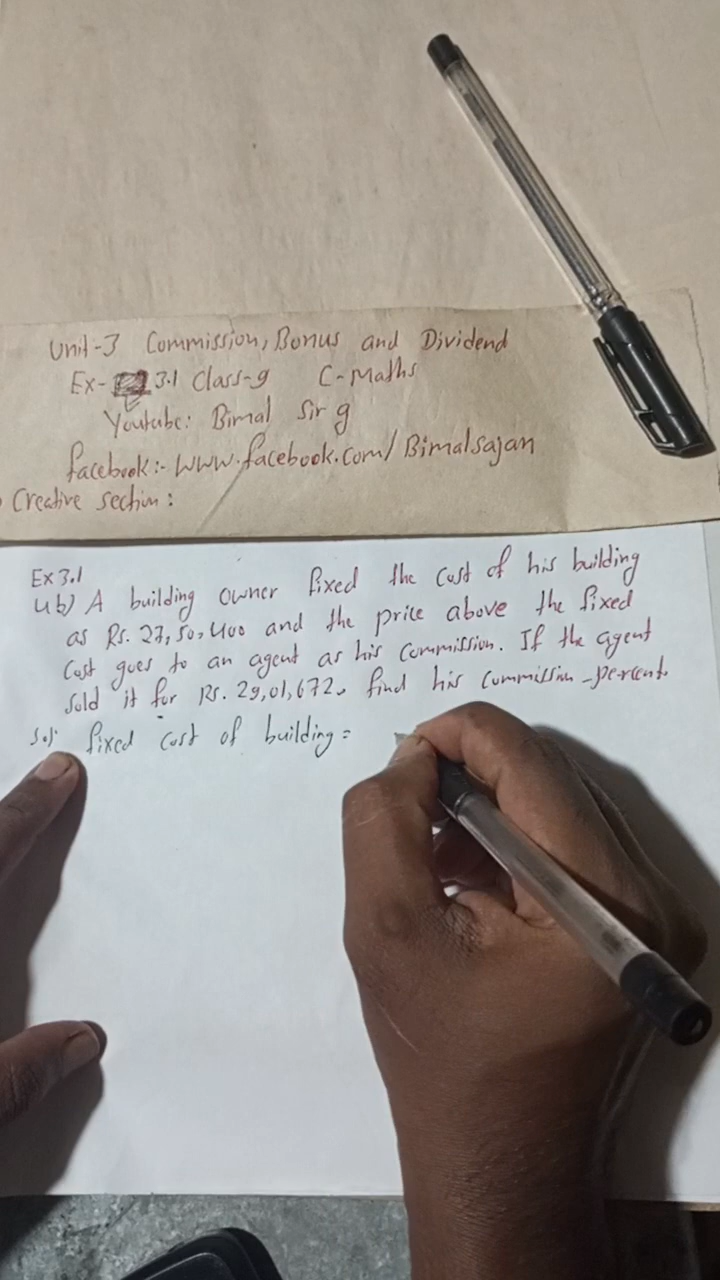 Unit-3 Commission, Bonus and Dividend
Ex- 3.1 Class-9 C-Maths
Youtube: Bimal Sir g
facebook:- www.facebook.com/Bimalsajan
Creative section:
Ex 3.1
4b) A building owner fixed the cost of his building
as Rs. 27,50,400 and the price above the fixed
cost goes to an agent as his commission. If the agent
sold it for Rs. 29,01,672. find his commission-percent.
Sol: fixed cost of building =